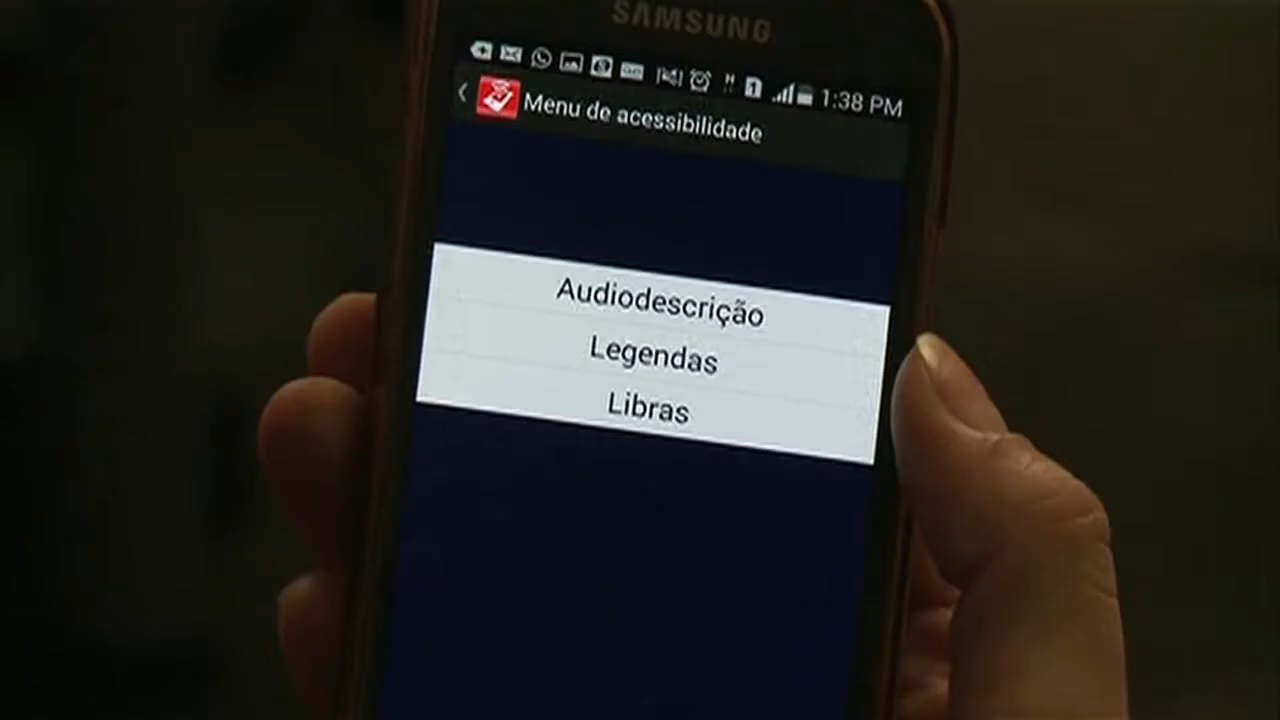 SAMSUNG
1:38 PM
Menu de acessibilidade
Audiodescrição
Legendas
Libras